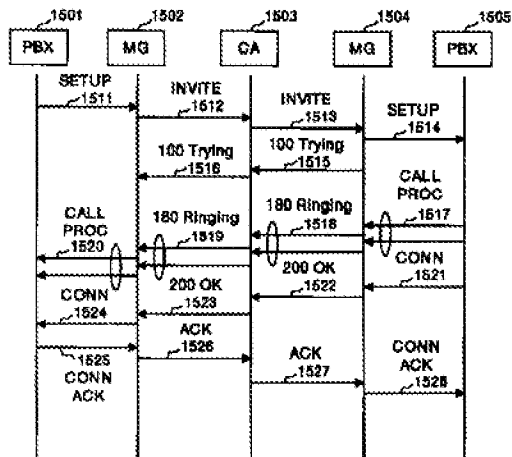 1501 1502 1503 1504 1505
PBX MG CA MG PBX
SETUP
1511
INVITE
1512
INVITE
1513
SETUP
1514
100 Trying
1515
100 Trying
1516
CALL
PROC
1517
180 Ringing
1518
180 Ringing
1519
CALL
PROC
1520
CONN
1521
200 OK
1522
200 OK
1523
CONN
1524
1525
CONN
ACK
ACK
1526
ACK
1527
CONN
ACK
1528